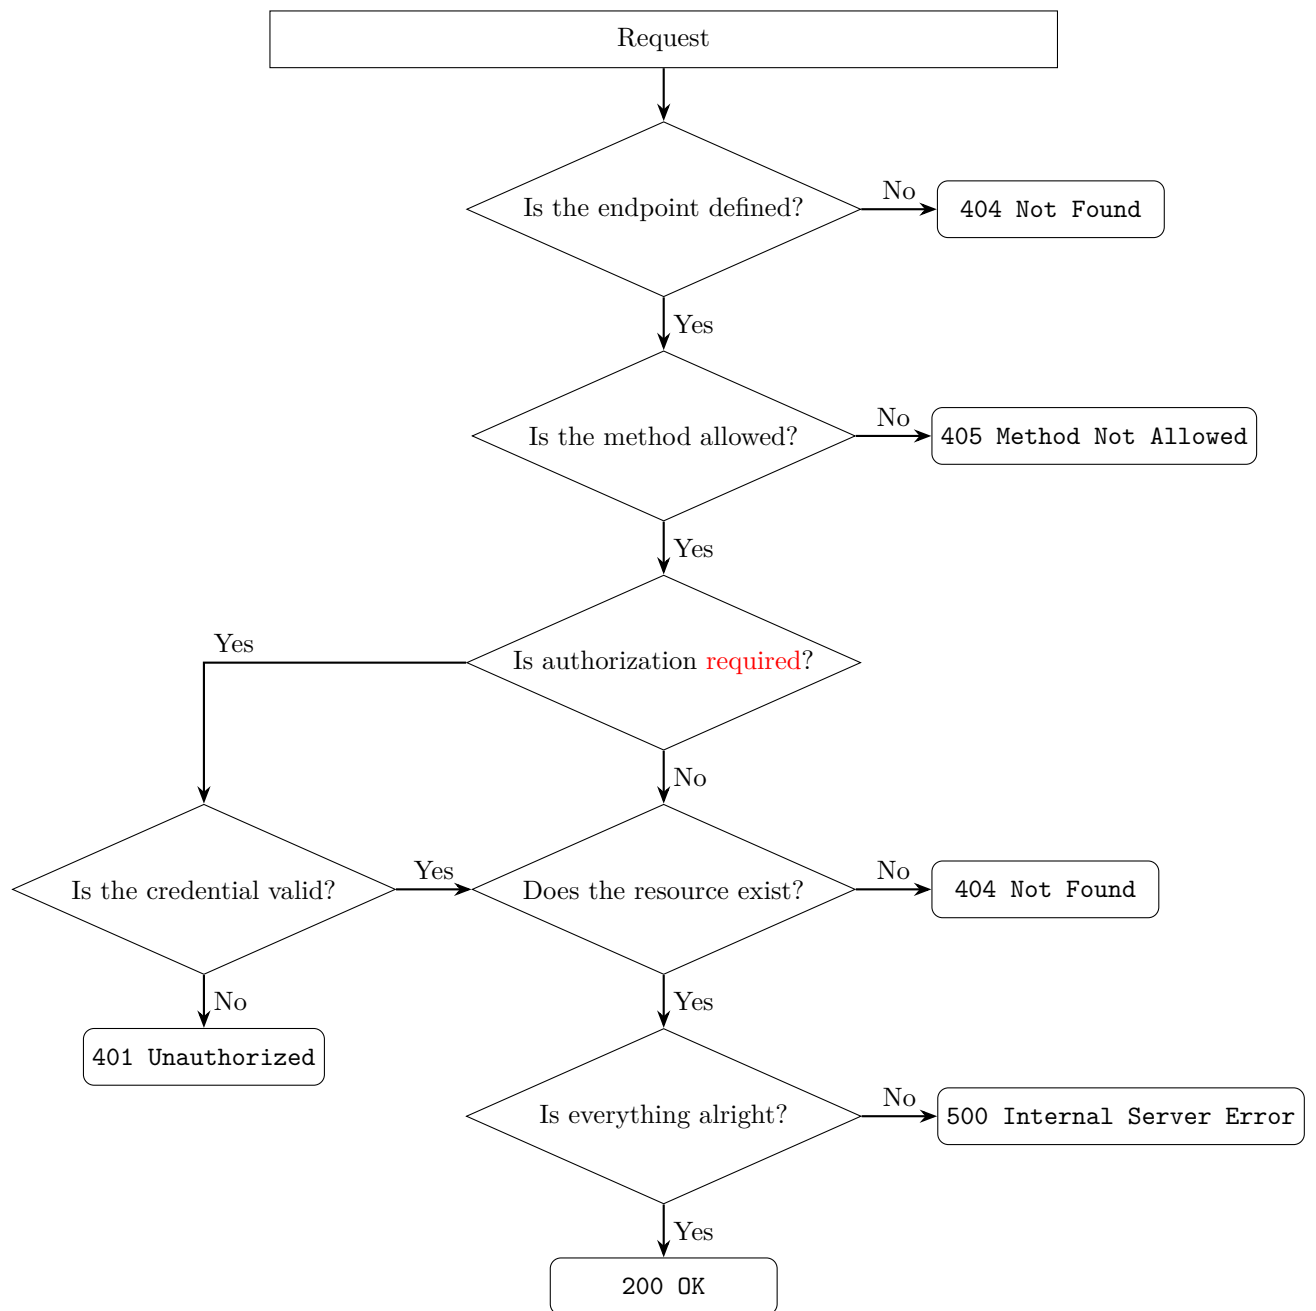 Request
Is the endpoint defined?
No
404 Not Found
Yes
Is the method allowed?
No
405 Method Not Allowed
Yes
Is authorization required?
Yes
No
Is the credential valid?
Yes
Does the resource exist?
No
404 Not Found
No
401 Unauthorized
Yes
Is everything alright?
No
500 Internal Server Error
Yes
200 OK